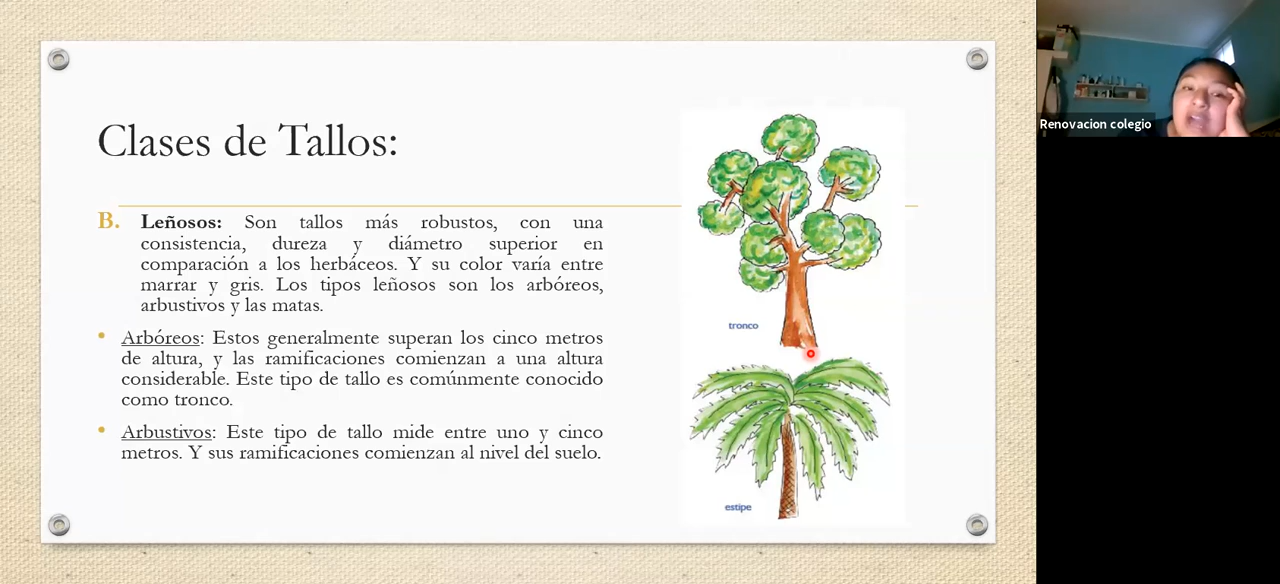 Clases de Tallos:
B. Leñosos: Son tallos más robustos, con una
consistencia, dureza y diámetro superior en
comparación a los herbáceos. Y su color varía entre
marrar y gris. Los tipos leñosos son los arbóreos,
arbustivos y las matas.
• Arbóreos: Estos generalmente superan los cinco metros
de altura, y las ramificaciones comienzan a una altura
considerable. Este tipo de tallo es comúnmente conocido
como tronco.
• Arbustivos: Este tipo de tallo mide entre uno y cinco
metros. Y sus ramificaciones comienzan al nivel del suelo.
tronco
estipe
Renovacion colegio